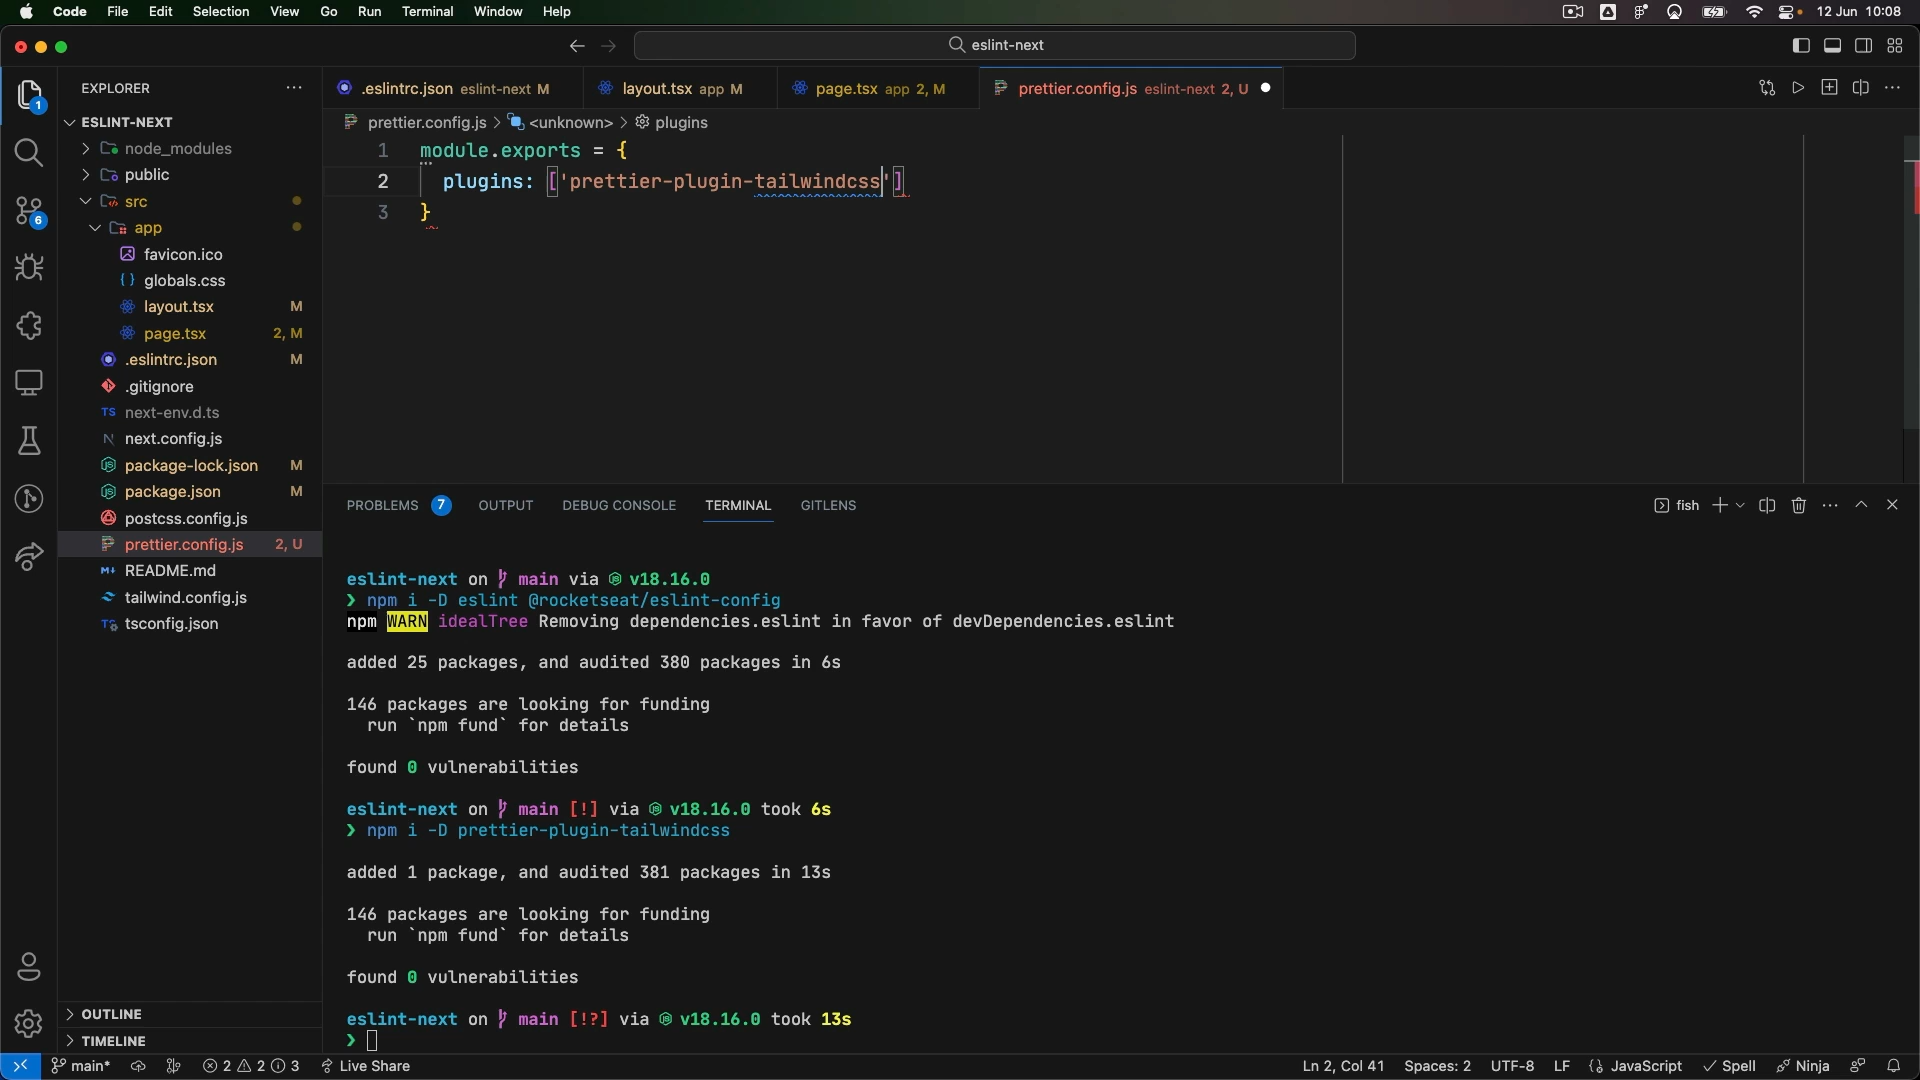 Code File Edit Selection View Go Run Terminal Window Help 12 Jun 10:08
eslint-next
EXPLORER
ESLINT-NEXT
node_modules
public
src
app
favicon.ico
globals.css
layout.tsx M
page.tsx 2, M
.eslintrc.json M
.gitignore
TS next-env.d.ts
N next.config.js
package-lock.json M
package.json M
postcss.config.js
prettier.config.js 2, U
README.md
tailwind.config.js
tsconfig.json
OUTLINE
TIMELINE
1
6
.eslintrc.json eslint-next M layout.tsx app M page.tsx app 2, M prettier.config.js eslint-next 2, U
prettier.config.js > <unknown> > plugins
1 module.exports = {
2 plugins: ['prettier-plugin-tailwindcss']
3 }
PROBLEMS 7 OUTPUT DEBUG CONSOLE TERMINAL GITLENS fish
eslint-next on main via v18.16.0
❯ npm i -D eslint @rocketseat/eslint-config
npm WARN idealTree Removing dependencies.eslint in favor of devDependencies.eslint
added 25 packages, and audited 380 packages in 6s
146 packages are looking for funding
run `npm fund` for details
found 0 vulnerabilities
eslint-next on main [!] via v18.16.0 took 6s
❯ npm i -D prettier-plugin-tailwindcss
added 1 package, and audited 381 packages in 13s
146 packages are looking for funding
run `npm fund` for details
found 0 vulnerabilities
eslint-next on main [!?] via v18.16.0 took 13s
❯
main* 2 2 3 Live Share Ln 2, Col 41 Spaces: 2 UTF-8 LF {} JavaScript Spell Ninja